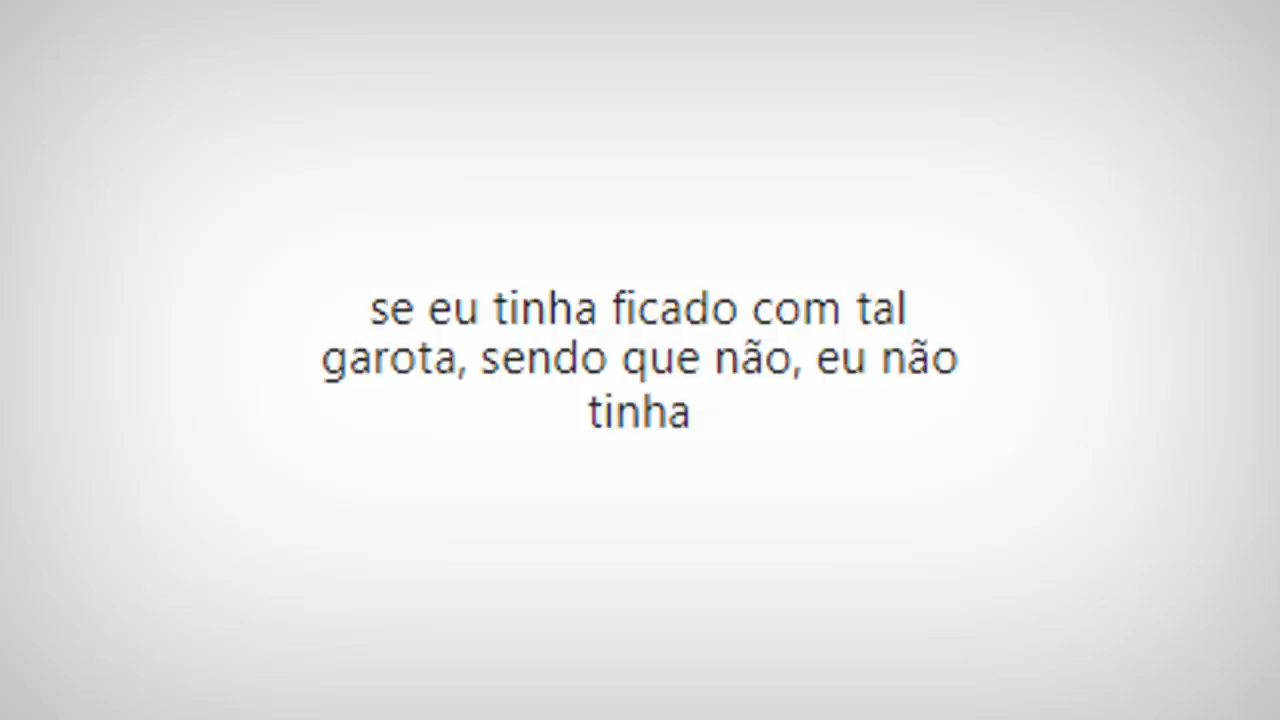 se eu tinha ficado com tal
garota, sendo que não, eu não
tinha